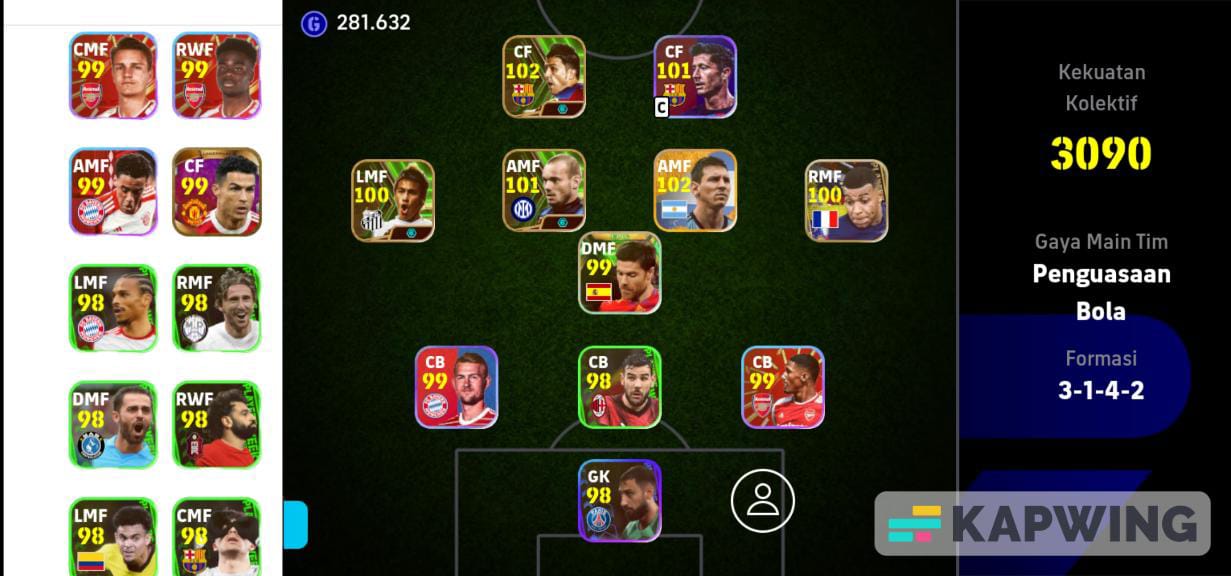 CMF
99
RWF
99
AMF
99
CF
99
LMF
98
RMF
98
DMF
98
RWF
98
LMF
98
CMF
98
281.632
CF
102
CF
101
C
LMF
100
AMF
101
AMF
102
RMF
100
DMF
99
CB
99
CB
98
CB
99
GK
98
Kekuatan
Kolektif
3090
Gaya Main Tim
Penguasaan
Bola
Formasi
3-1-4-2
KAPWING